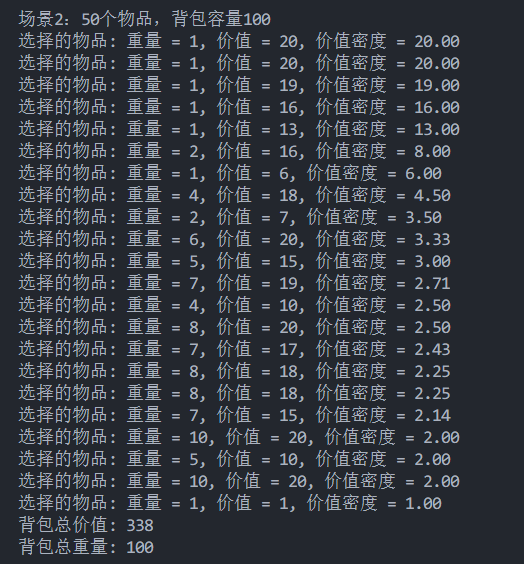 场景2: 50个物品，背包容量100
选择的物品: 重量 = 1, 价值 = 20, 价值密度 = 20.00
选择的物品: 重量 = 1, 价值 = 20, 价值密度 = 20.00
选择的物品: 重量 = 1, 价值 = 19, 价值密度 = 19.00
选择的物品: 重量 = 1, 价值 = 16, 价值密度 = 16.00
选择的物品: 重量 = 1, 价值 = 13, 价值密度 = 13.00
选择的物品: 重量 = 2, 价值 = 16, 价值密度 = 8.00
选择的物品: 重量 = 1, 价值 = 6, 价值密度 = 6.00
选择的物品: 重量 = 4, 价值 = 18, 价值密度 = 4.50
选择的物品: 重量 = 2, 价值 = 7, 价值密度 = 3.50
选择的物品: 重量 = 6, 价值 = 20, 价值密度 = 3.33
选择的物品: 重量 = 5, 价值 = 15, 价值密度 = 3.00
选择的物品: 重量 = 7, 价值 = 19, 价值密度 = 2.71
选择的物品: 重量 = 4, 价值 = 10, 价值密度 = 2.50
选择的物品: 重量 = 8, 价值 = 20, 价值密度 = 2.50
选择的物品: 重量 = 7, 价值 = 17, 价值密度 = 2.43
选择的物品: 重量 = 8, 价值 = 18, 价值密度 = 2.25
选择的物品: 重量 = 8, 价值 = 18, 价值密度 = 2.25
选择的物品: 重量 = 7, 价值 = 15, 价值密度 = 2.14
选择的物品: 重量 = 10, 价值 = 20, 价值密度 = 2.00
选择的物品: 重量 = 5, 价值 = 10, 价值密度 = 2.00
选择的物品: 重量 = 10, 价值 = 20, 价值密度 = 2.00
选择的物品: 重量 = 1, 价值 = 1, 价值密度 = 1.00
背包总价值: 338
背包总重量: 100